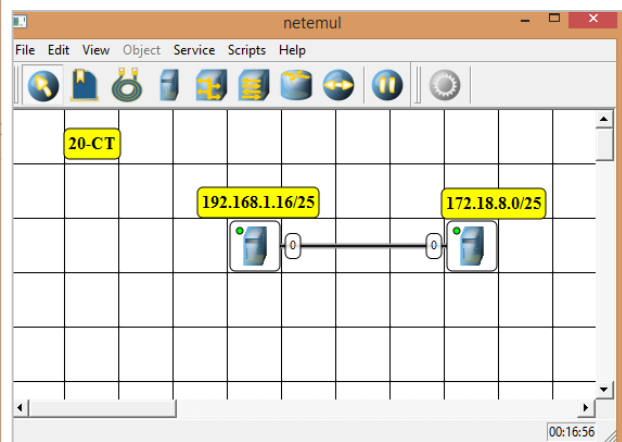 netemul
File Edit View Object Service Scripts Help
20-CT
192.168.1.16/25 172.18.8.0/25
0 0
00:16:56